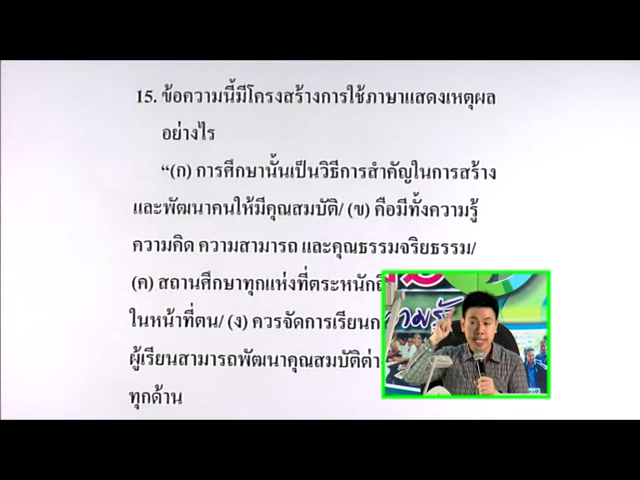 15. ข้อความนี้มีโครงสร้างการใช้ภาษาแสดงเหตุผล
อย่างไร
“(ก) การศึกษานั้นเป็นวิธีการสำคัญในการสร้าง
และพัฒนาคนให้มีคุณสมบัติ/ (ข) คือมีทั้งความรู้
ความคิด ความสามารถ และคุณธรรมจริยธรรม/
(ค) สถานศึกษาทุกแห่งที่ตระหนัก
ในหน้าที่ตน/ (ง) ควรจัดการเรียน
ผู้เรียนสามารถพัฒนาคุณสมบัติ
ทุกด้าน